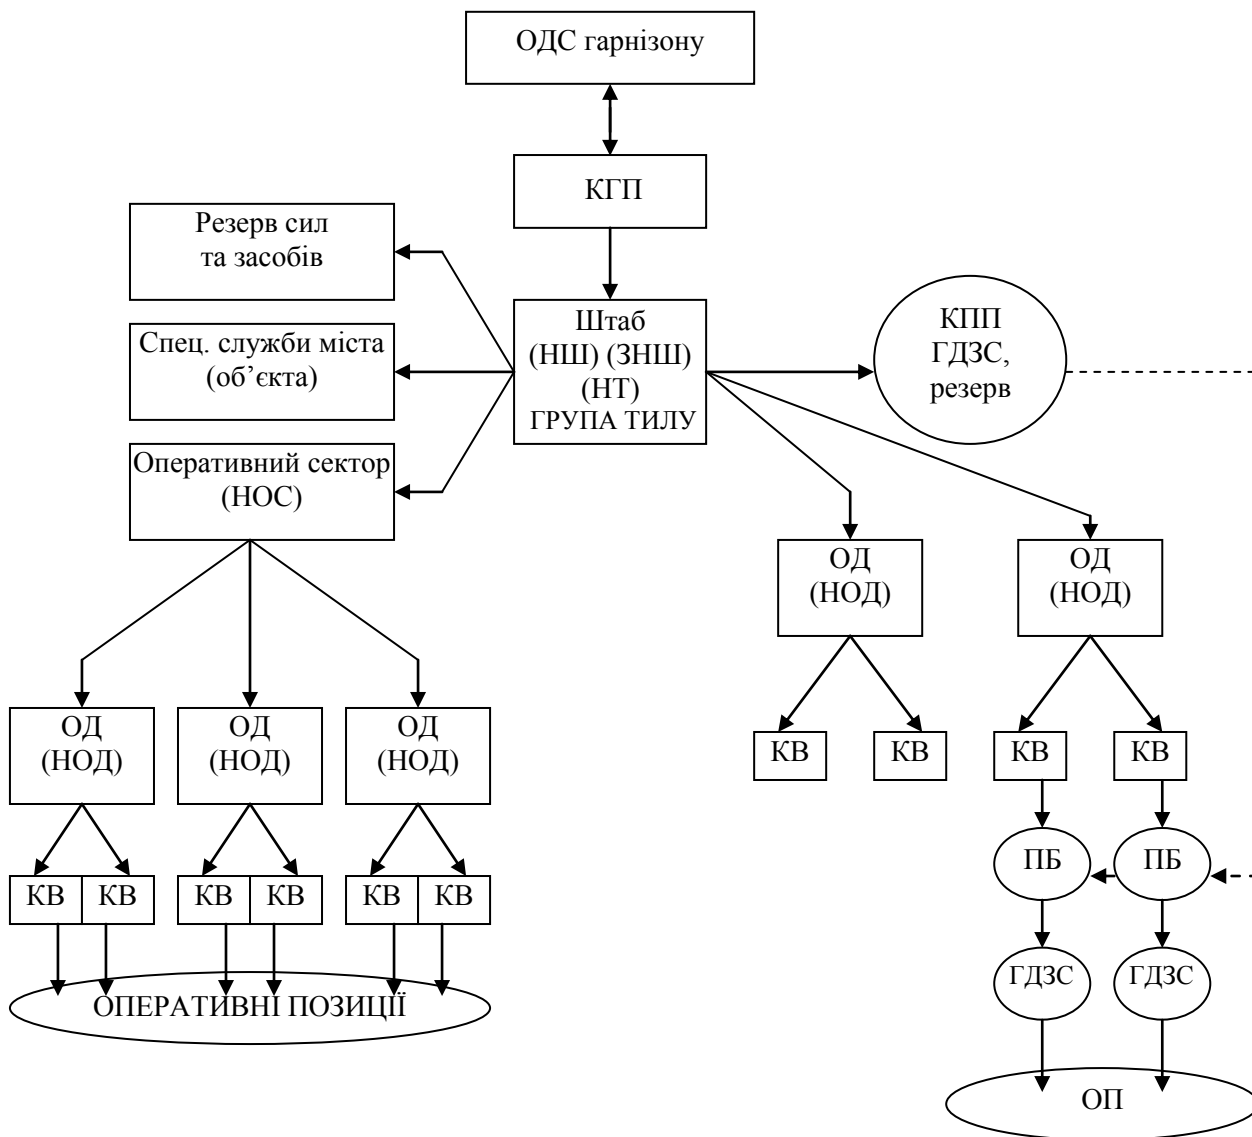 ОДС гарнізону
КГП
Резерв сил
та засобів
Спец. служби міста
(об’єкта)
Оперативний сектор
(НОС)
Штаб
(НШ) (ЗНШ)
(НТ)
ГРУПА ТИЛУ
КПП
ГДЗС,
резерв
ОД
(НОД)
ОД
(НОД)
ОД
(НОД)
ОД
(НОД)
ОД
(НОД)
КВ
КВ
КВ
КВ
КВ
КВ
КВ
КВ
КВ
КВ
ПБ
ПБ
ГДЗС
ГДЗС
ОПЕРАТИВНІ ПОЗИЦІЇ
ОП